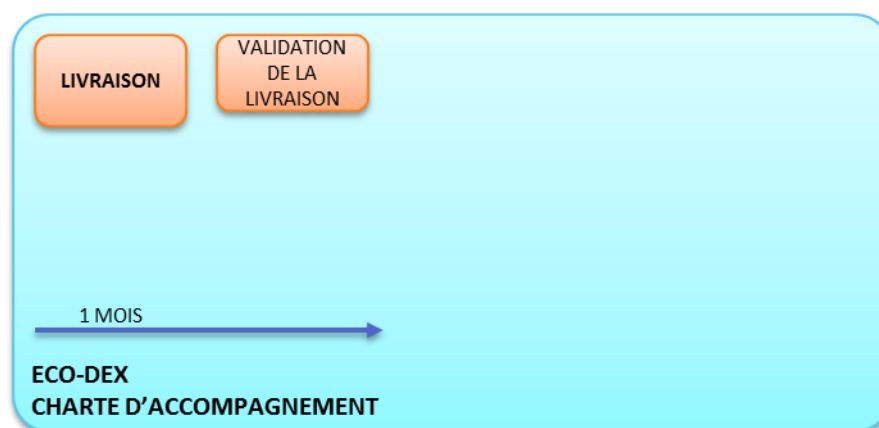 LIVRAISON
VALIDATION
DE LA
LIVRAISON
1 MOIS
ECO-DEX
CHARTE D’ACCOMPAGNEMENT